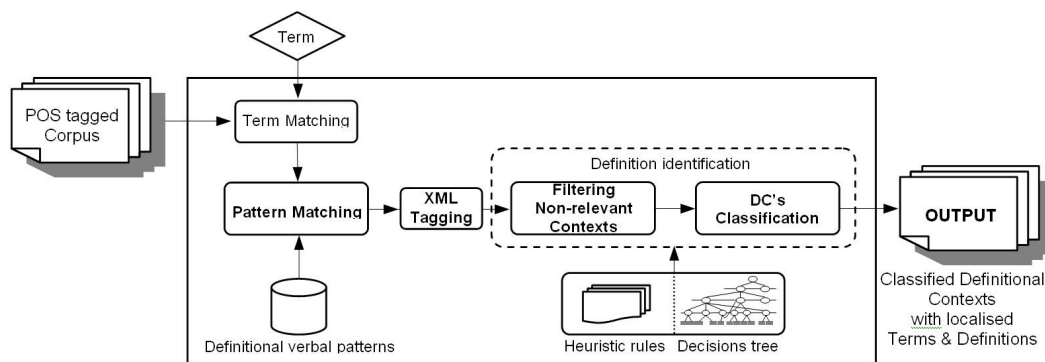 Term
POS tagged
Corpus
Term Matching
Definition identification
Pattern Matching
XML
Tagging
Filtering
Non-relevant
Contexts
DC's
Classification
OUTPUT
Classified Definitional
Contexts
with localised
Terms & Definitions
Definitional verbal patterns
Heuristic rules
Decisions tree